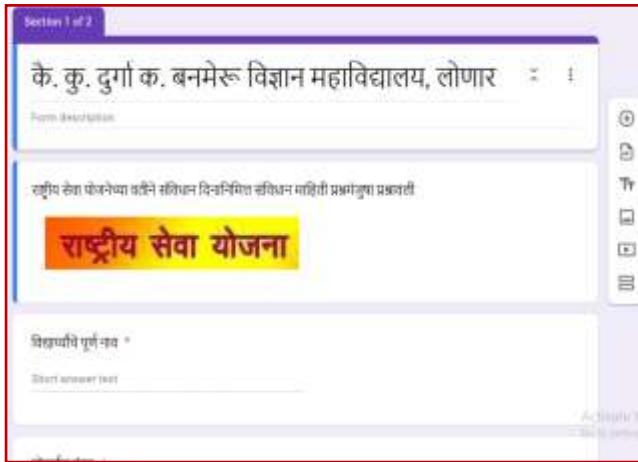 Section 1 of 2
कै. कु. दुर्गा क. बनमेरू विज्ञान महाविद्यालय, लोणार
Form description
राष्ट्रीय सेवा योजनेच्या वतीने संविधान दिनानिमित्त संविधान माहिती प्रश्नमंजुषा प्रश्नावली
राष्ट्रीय सेवा योजना
विद्यार्थ्याचे पूर्ण नाव *
Short answer text
Tr